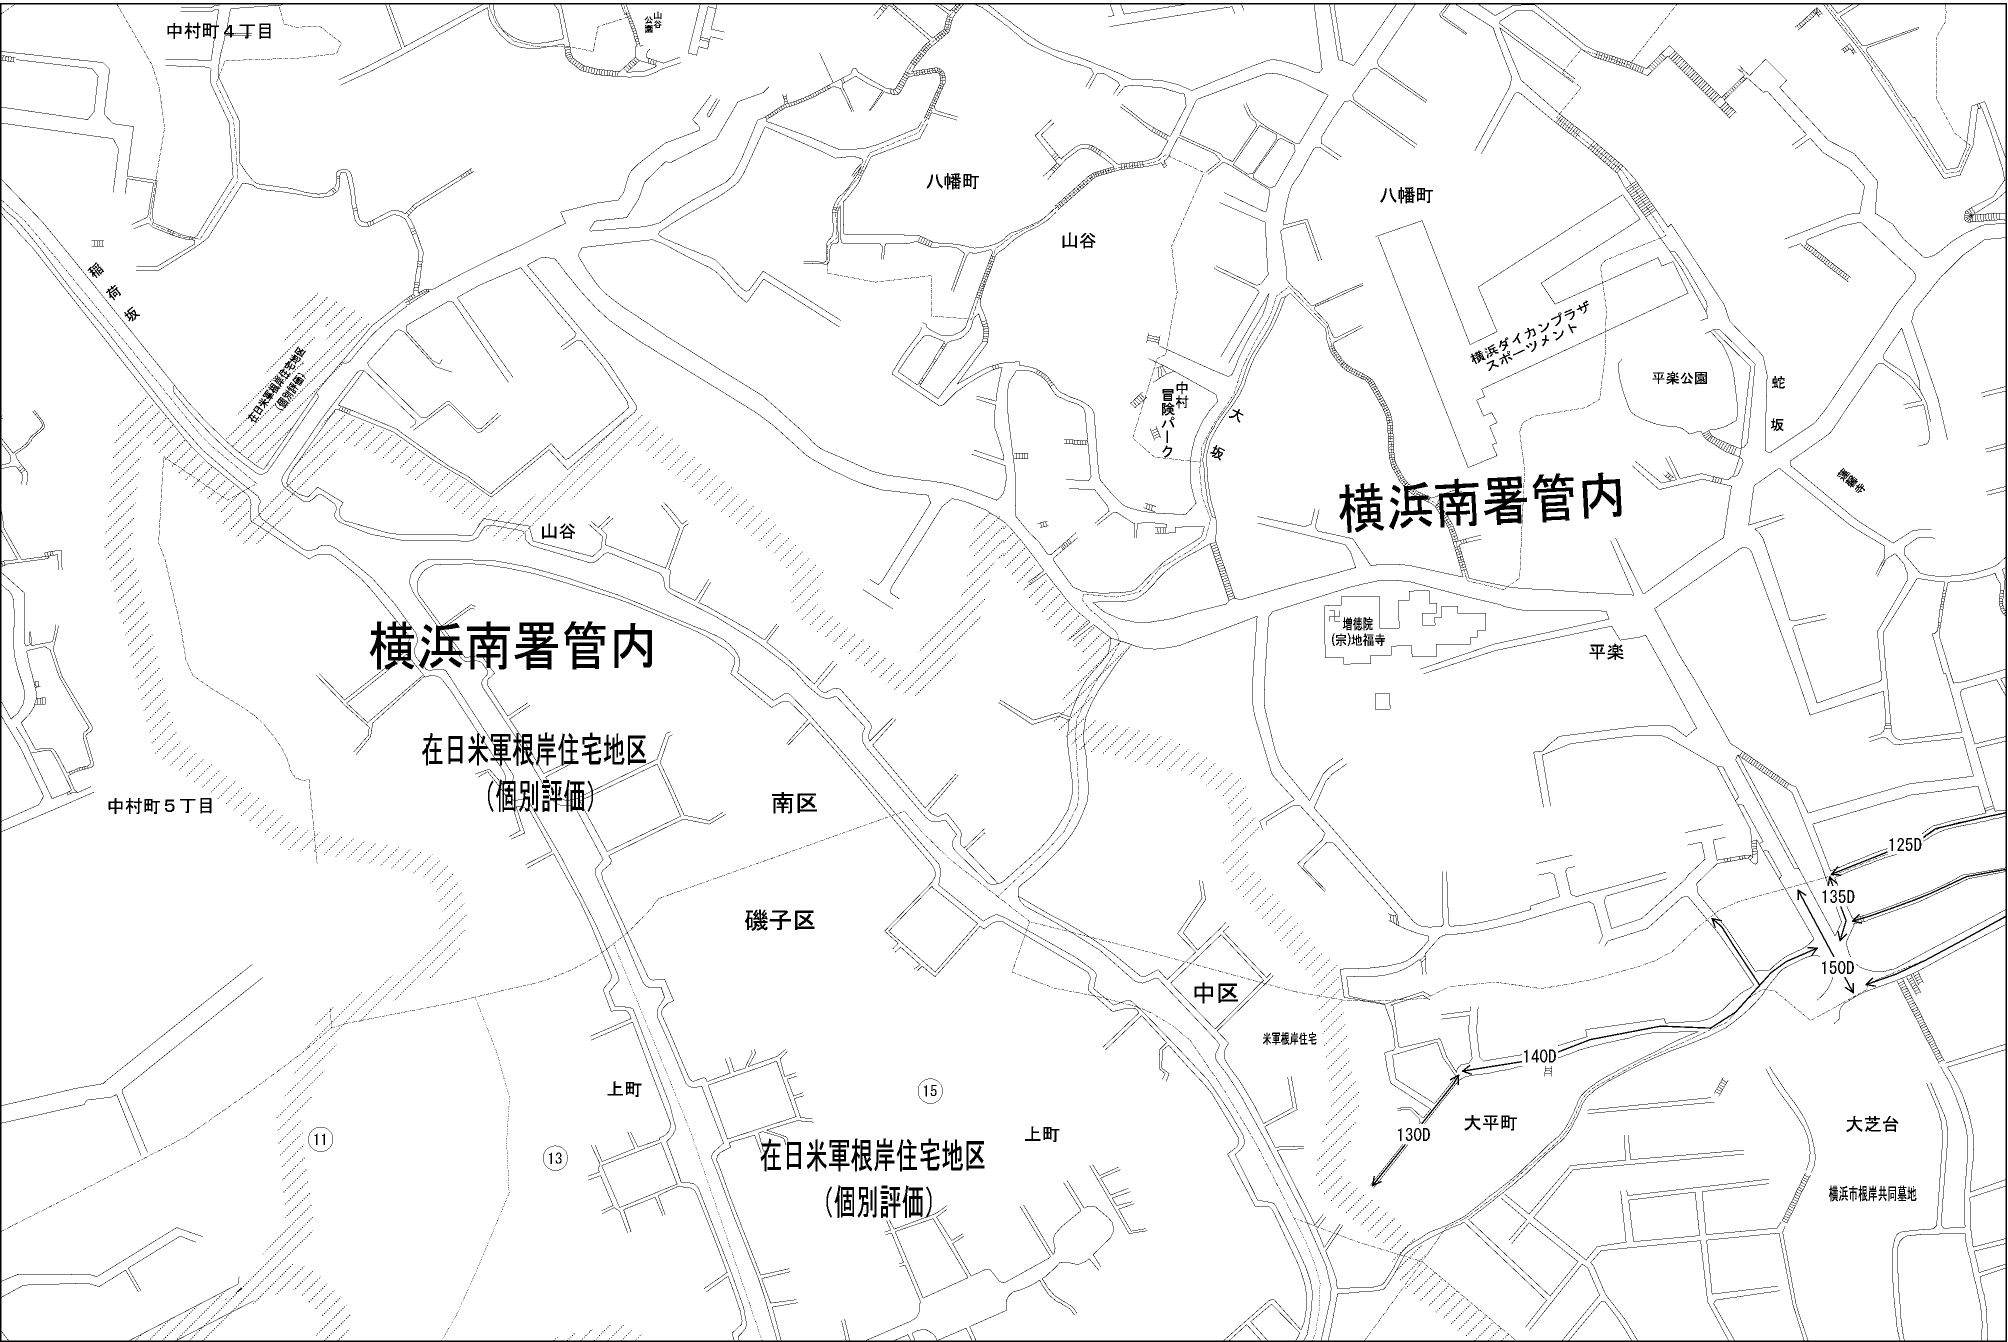 中村町４丁目
山谷
公園
稲荷坂
在日米軍根岸住宅地区
(個別評価)
八幡町
山谷
八幡町
横浜ダイカンプラザ
スポーツメント
平楽公園
蛇坂
中村
冒険パーク
大坂
蓮馨寺
横浜南署管内
山谷
増徳院
(宗)地福寺
平楽
横浜南署管内
在日米軍根岸住宅地区
(個別評価)
中村町５丁目
南区
磯子区
中区
米軍根岸住宅
125D
135D
150D
140D
130D
上町
⑮
⑪
⑬
上町
在日米軍根岸住宅地区
(個別評価)
大平町
大芝台
横浜市根岸共同墓地